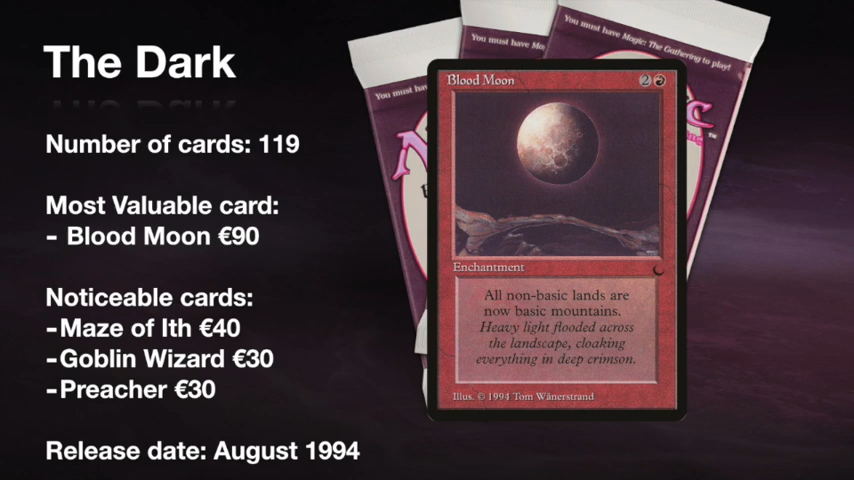 The Dark
Number of cards: 119
Most Valuable card:
- Blood Moon €90
Noticeable cards:
-Maze of Ith €40
-Goblin Wizard €30
-Preacher €30
Release date: August 1994
You must have
You must have Mo
You must have Magic: The Gathering to play!
Blood Moon
2
Enchantment
All non-basic lands are
now basic mountains.
Heavy light flooded across
the landscape, cloaking
everything in deep crimson.
Illus. © 1994 Tom Wänerstrand